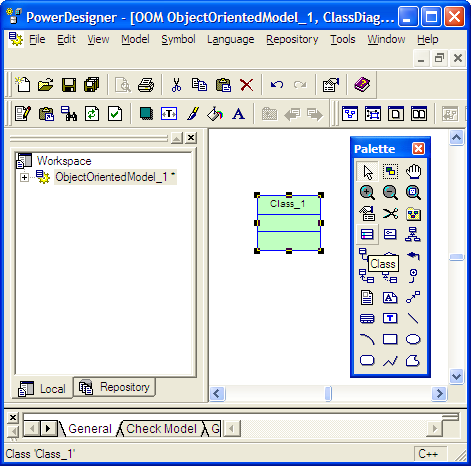 PowerDesigner - [OOM ObjectOrientedModel_1, ClassDiag...
File Edit View Model Symbol Language Repository Tools Window Help
Workspace
ObjectOrientedModel_1 *
Local
Repository
Class_1
Palette
Class
General
Check Model
G
Class 'Class_1'
C++